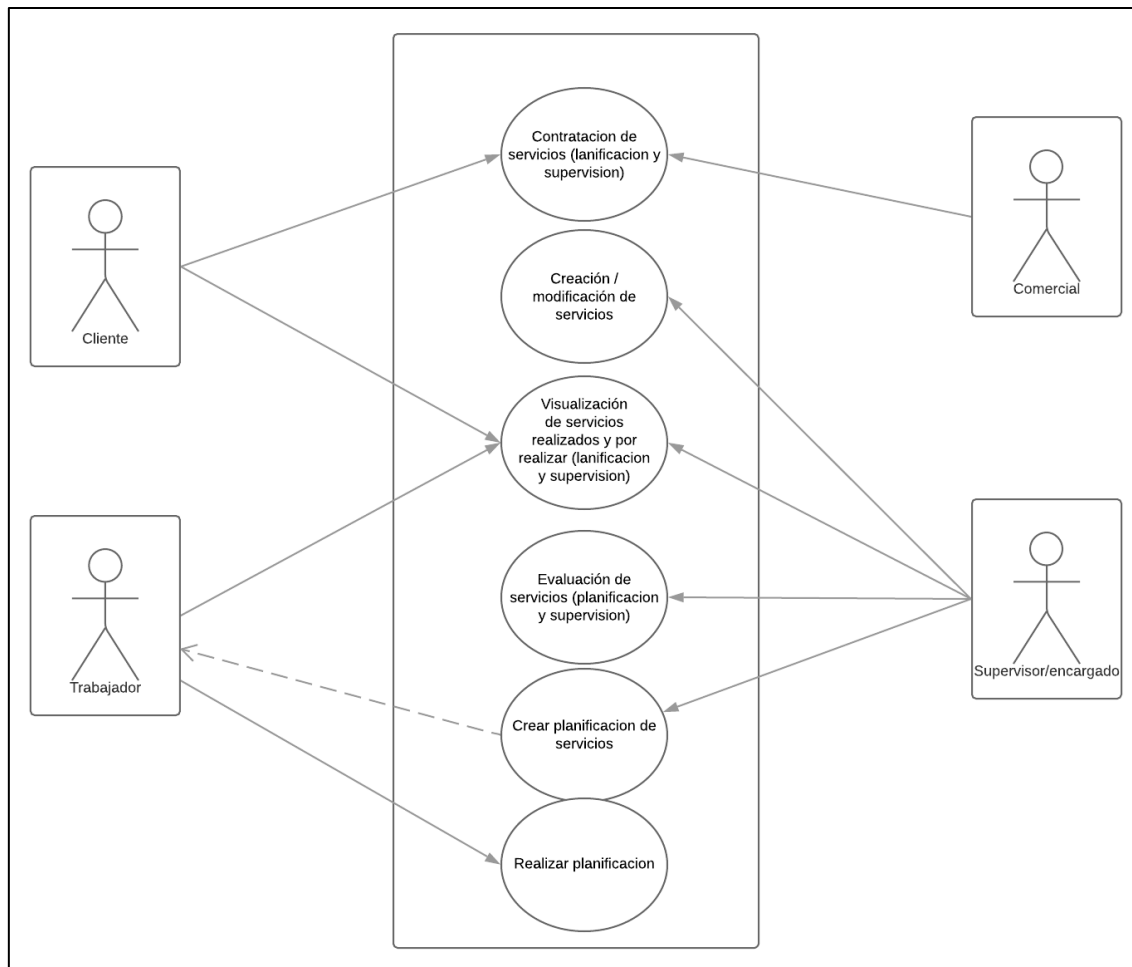 Contratacion de
servicios (lanificacion y
supervision)
Cliente
Comercial
Creación /
modificación de
servicios
Visualización
de servicios
realizados y por
realizar (lanificacion
y supervision)
Trabajador
Supervisor/encargado
Evaluación de
servicios (planificacion
y supervision)
Crear planificacion de
servicios
Realizar planificacion